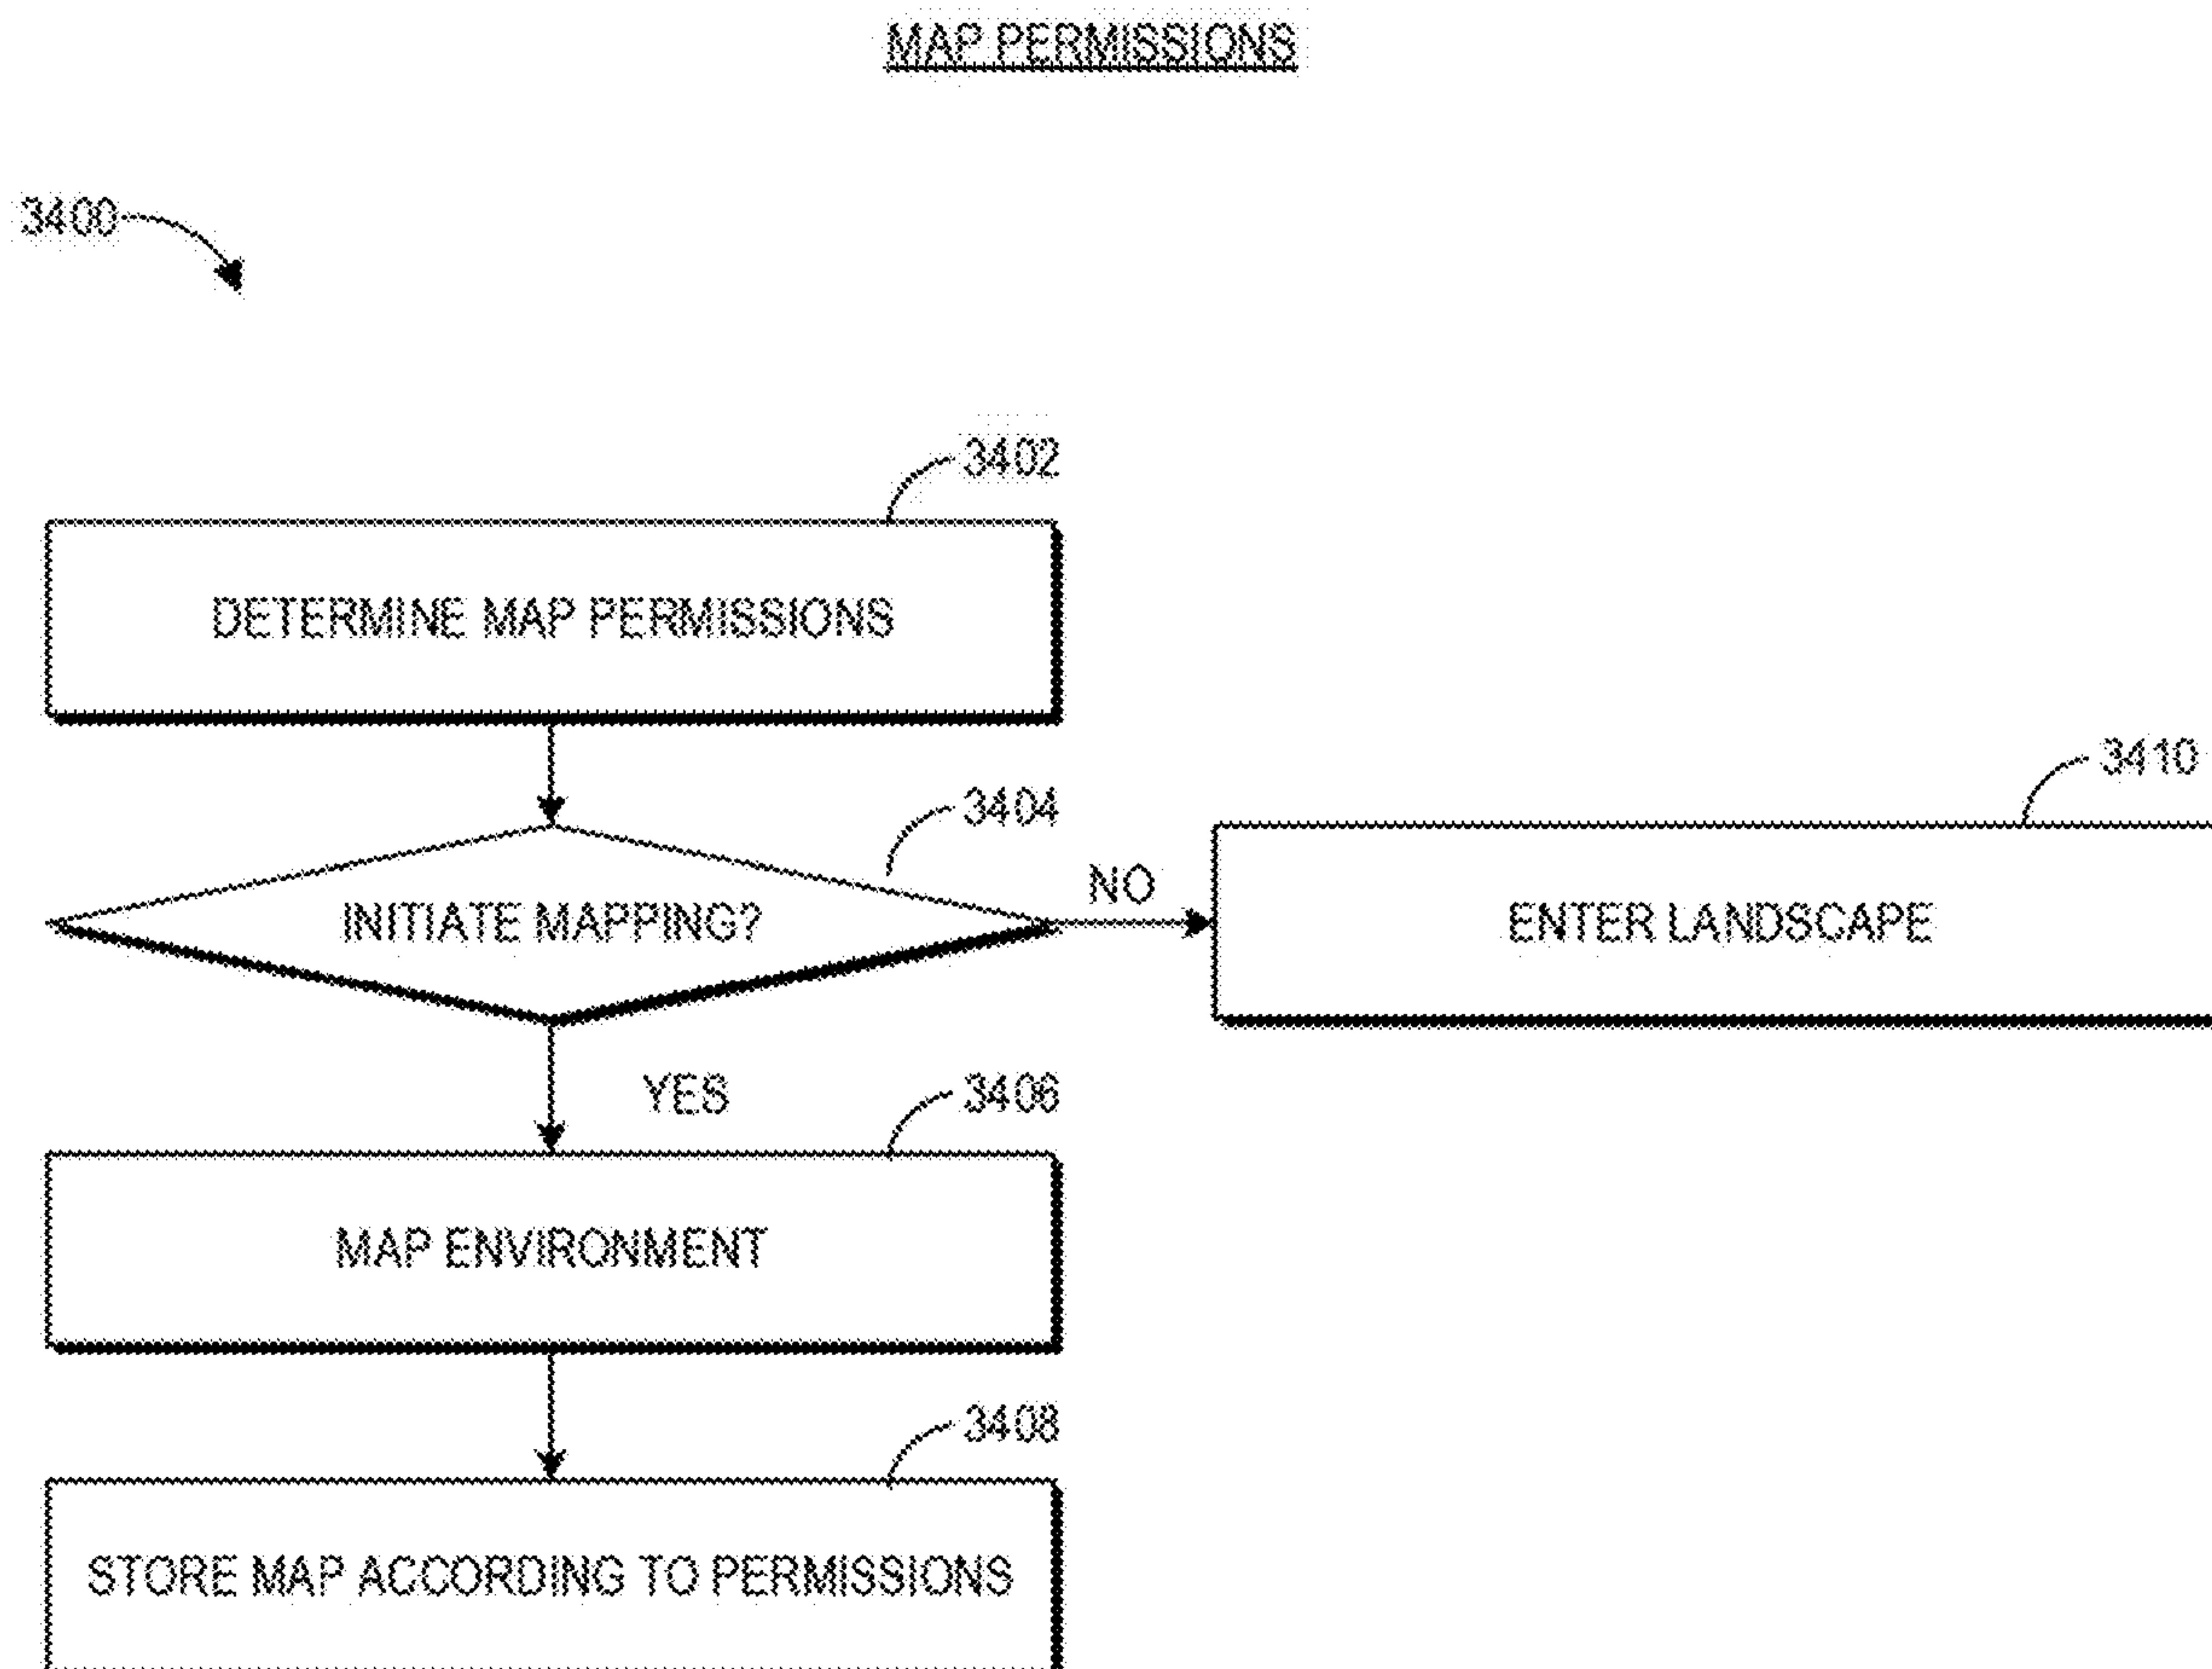 MAP PERMISSIONS
3400
3402
DETERMINE MAP PERMISSIONS
3404
INITIATE MAPPING?
NO
3410
ENTER LANDSCAPE
YES
3406
MAP ENVIRONMENT
3408
STORE MAP ACCORDING TO PERMISSIONS